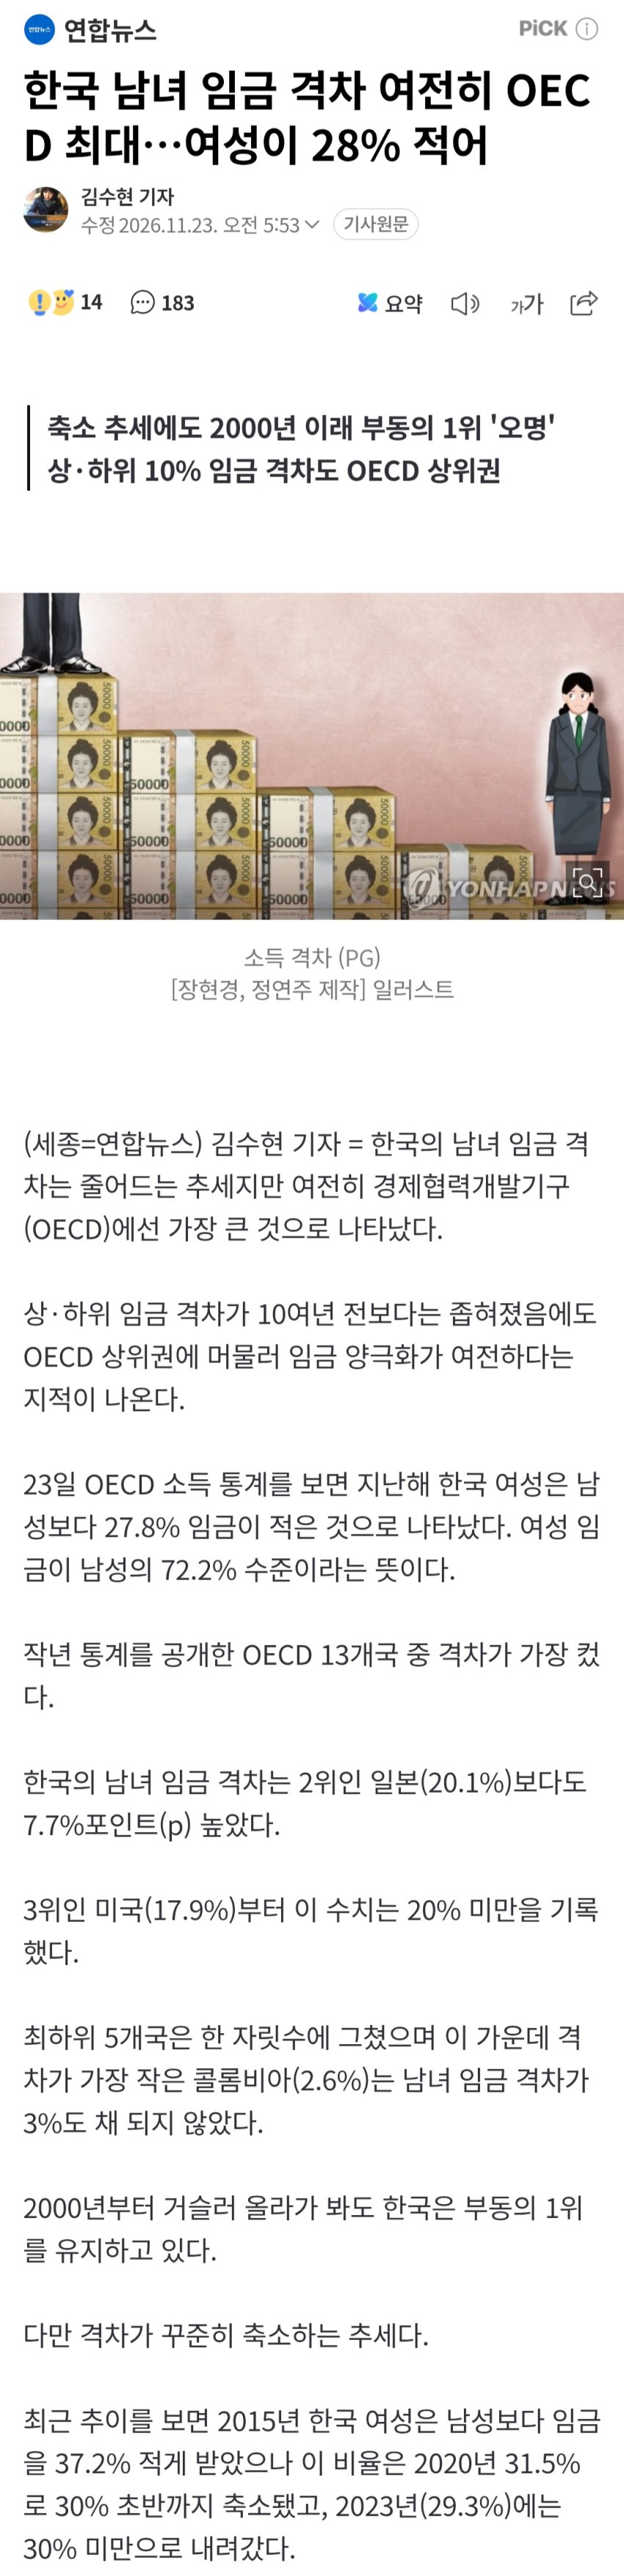 연합뉴스
연합뉴스
PiCK
한국 남녀 임금 격차 여전히 OEC
D 최대…여성이 28% 적어
김수현 기자
수정 2026.11.23. 오전 5:53
기사원문
14
183
요약
가가
축소 추세에도 2000년 이래 부동의 1위 '오명'
상·하위 10% 임금 격차도 OECD 상위권
50000
50000
50000
50000
0000
0000
0000
0000
50000
50000
50000
50000
50000
50000
YONHAPNEWS
소득 격차 (PG)
[장현경, 정연주 제작] 일러스트
(세종=연합뉴스) 김수현 기자 = 한국의 남녀 임금 격
차는 줄어드는 추세지만 여전히 경제협력개발기구
(OECD)에선 가장 큰 것으로 나타났다.
상·하위 임금 격차가 10여년 전보다는 좁혀졌음에도
OECD 상위권에 머물러 임금 양극화가 여전하다는
지적이 나온다.
23일 OECD 소득 통계를 보면 지난해 한국 여성은 남
성보다 27.8% 임금이 적은 것으로 나타났다. 여성 임
금이 남성의 72.2% 수준이라는 뜻이다.
작년 통계를 공개한 OECD 13개국 중 격차가 가장 컸
다.
한국의 남녀 임금 격차는 2위인 일본(20.1%)보다도
7.7%포인트(p) 높았다.
3위인 미국(17.9%)부터 이 수치는 20% 미만을 기록
했다.
최하위 5개국은 한 자릿수에 그쳤으며 이 가운데 격
차가 가장 작은 콜롬비아(2.6%)는 남녀 임금 격차가
3%도 채 되지 않았다.
2000년부터 거슬러 올라가 봐도 한국은 부동의 1위
를 유지하고 있다.
다만 격차가 꾸준히 축소하는 추세다.
최근 추이를 보면 2015년 한국 여성은 남성보다 임금
을 37.2% 적게 받았으나 이 비율은 2020년 31.5%
로 30% 초반까지 축소됐고, 2023년(29.3%)에는
30% 미만으로 내려갔다.